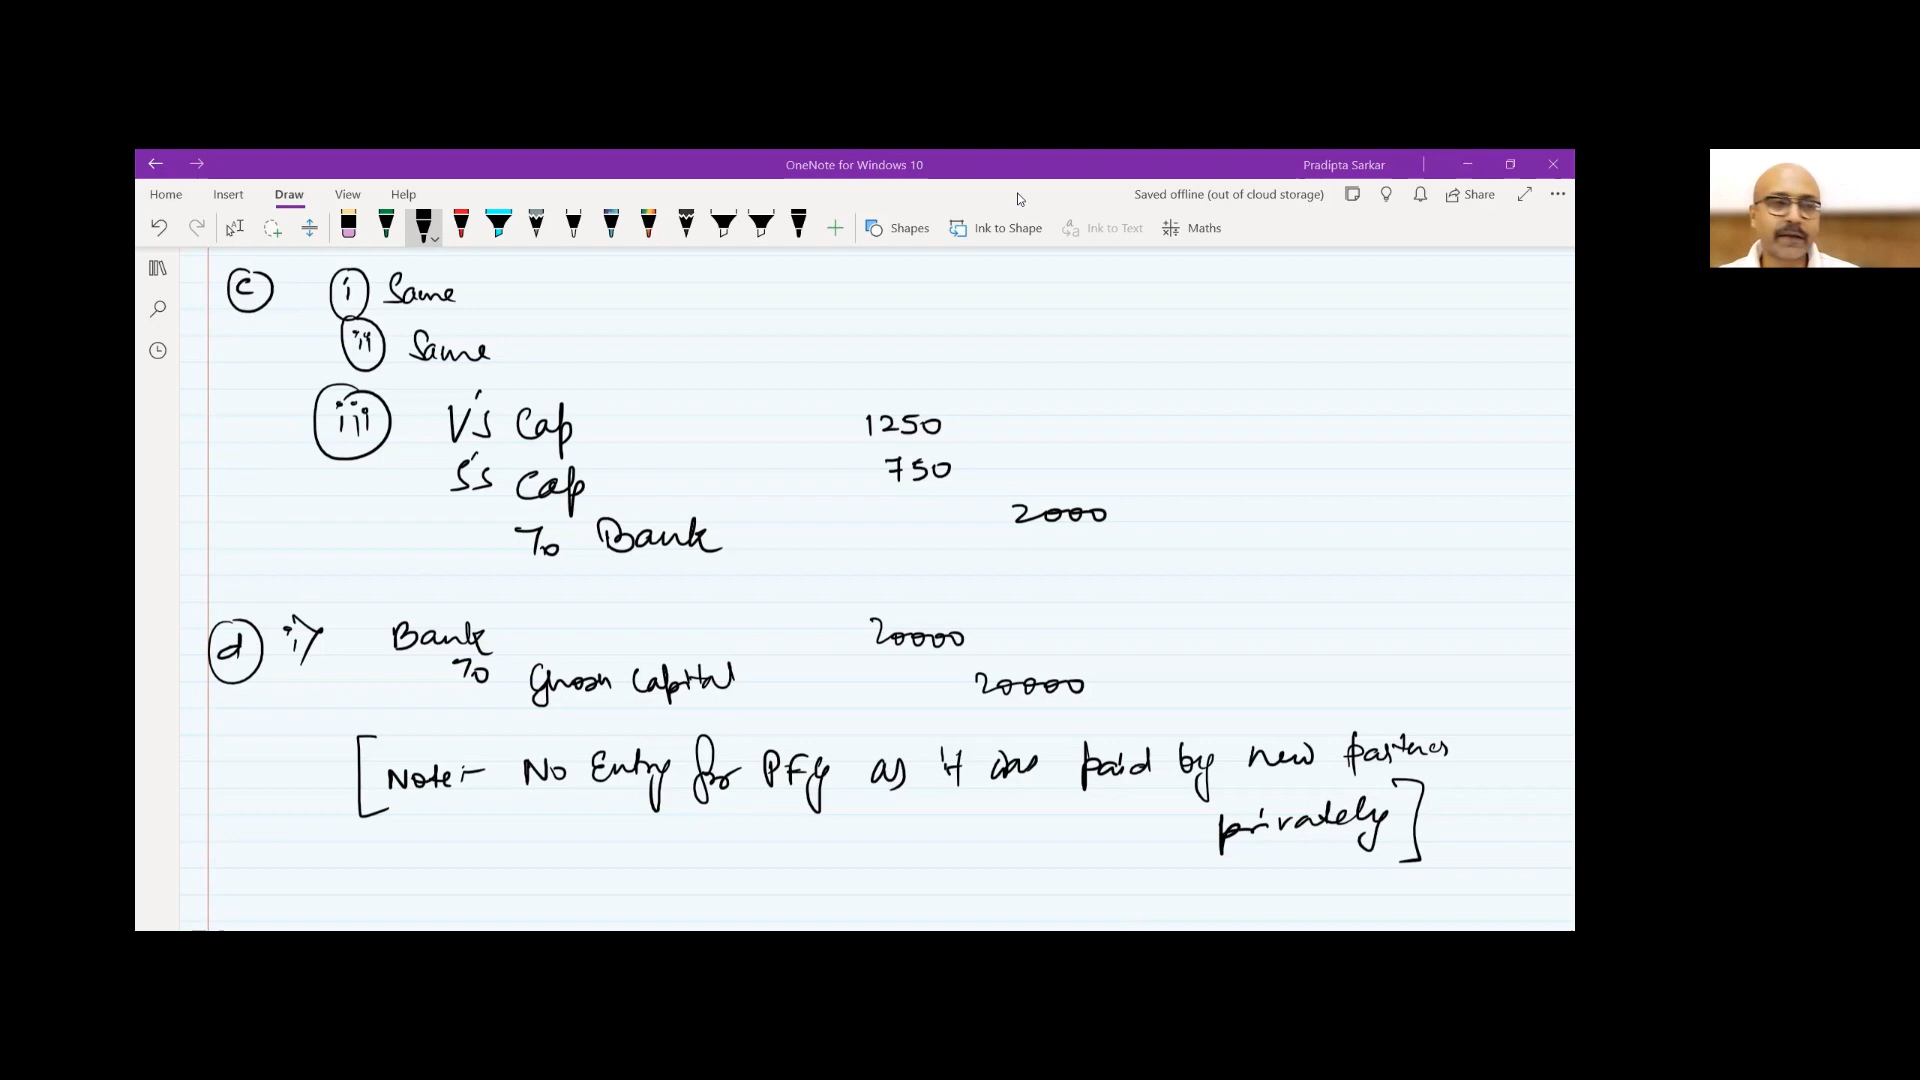 OneNote for Windows 10
Pradipta Sarkar
Home Insert Draw View Help
Saved offline (out of cloud storage)
Share
Shapes Ink to Shape Ink to Text Maths
c i Same
ii Same
iii V's Cap 1250
S's Cap 750
To Bank 2000
d i> Bank 20000
To Ghosh Capital 20000
[Note:- No Entry for PFG as it was paid by new partner
privately]